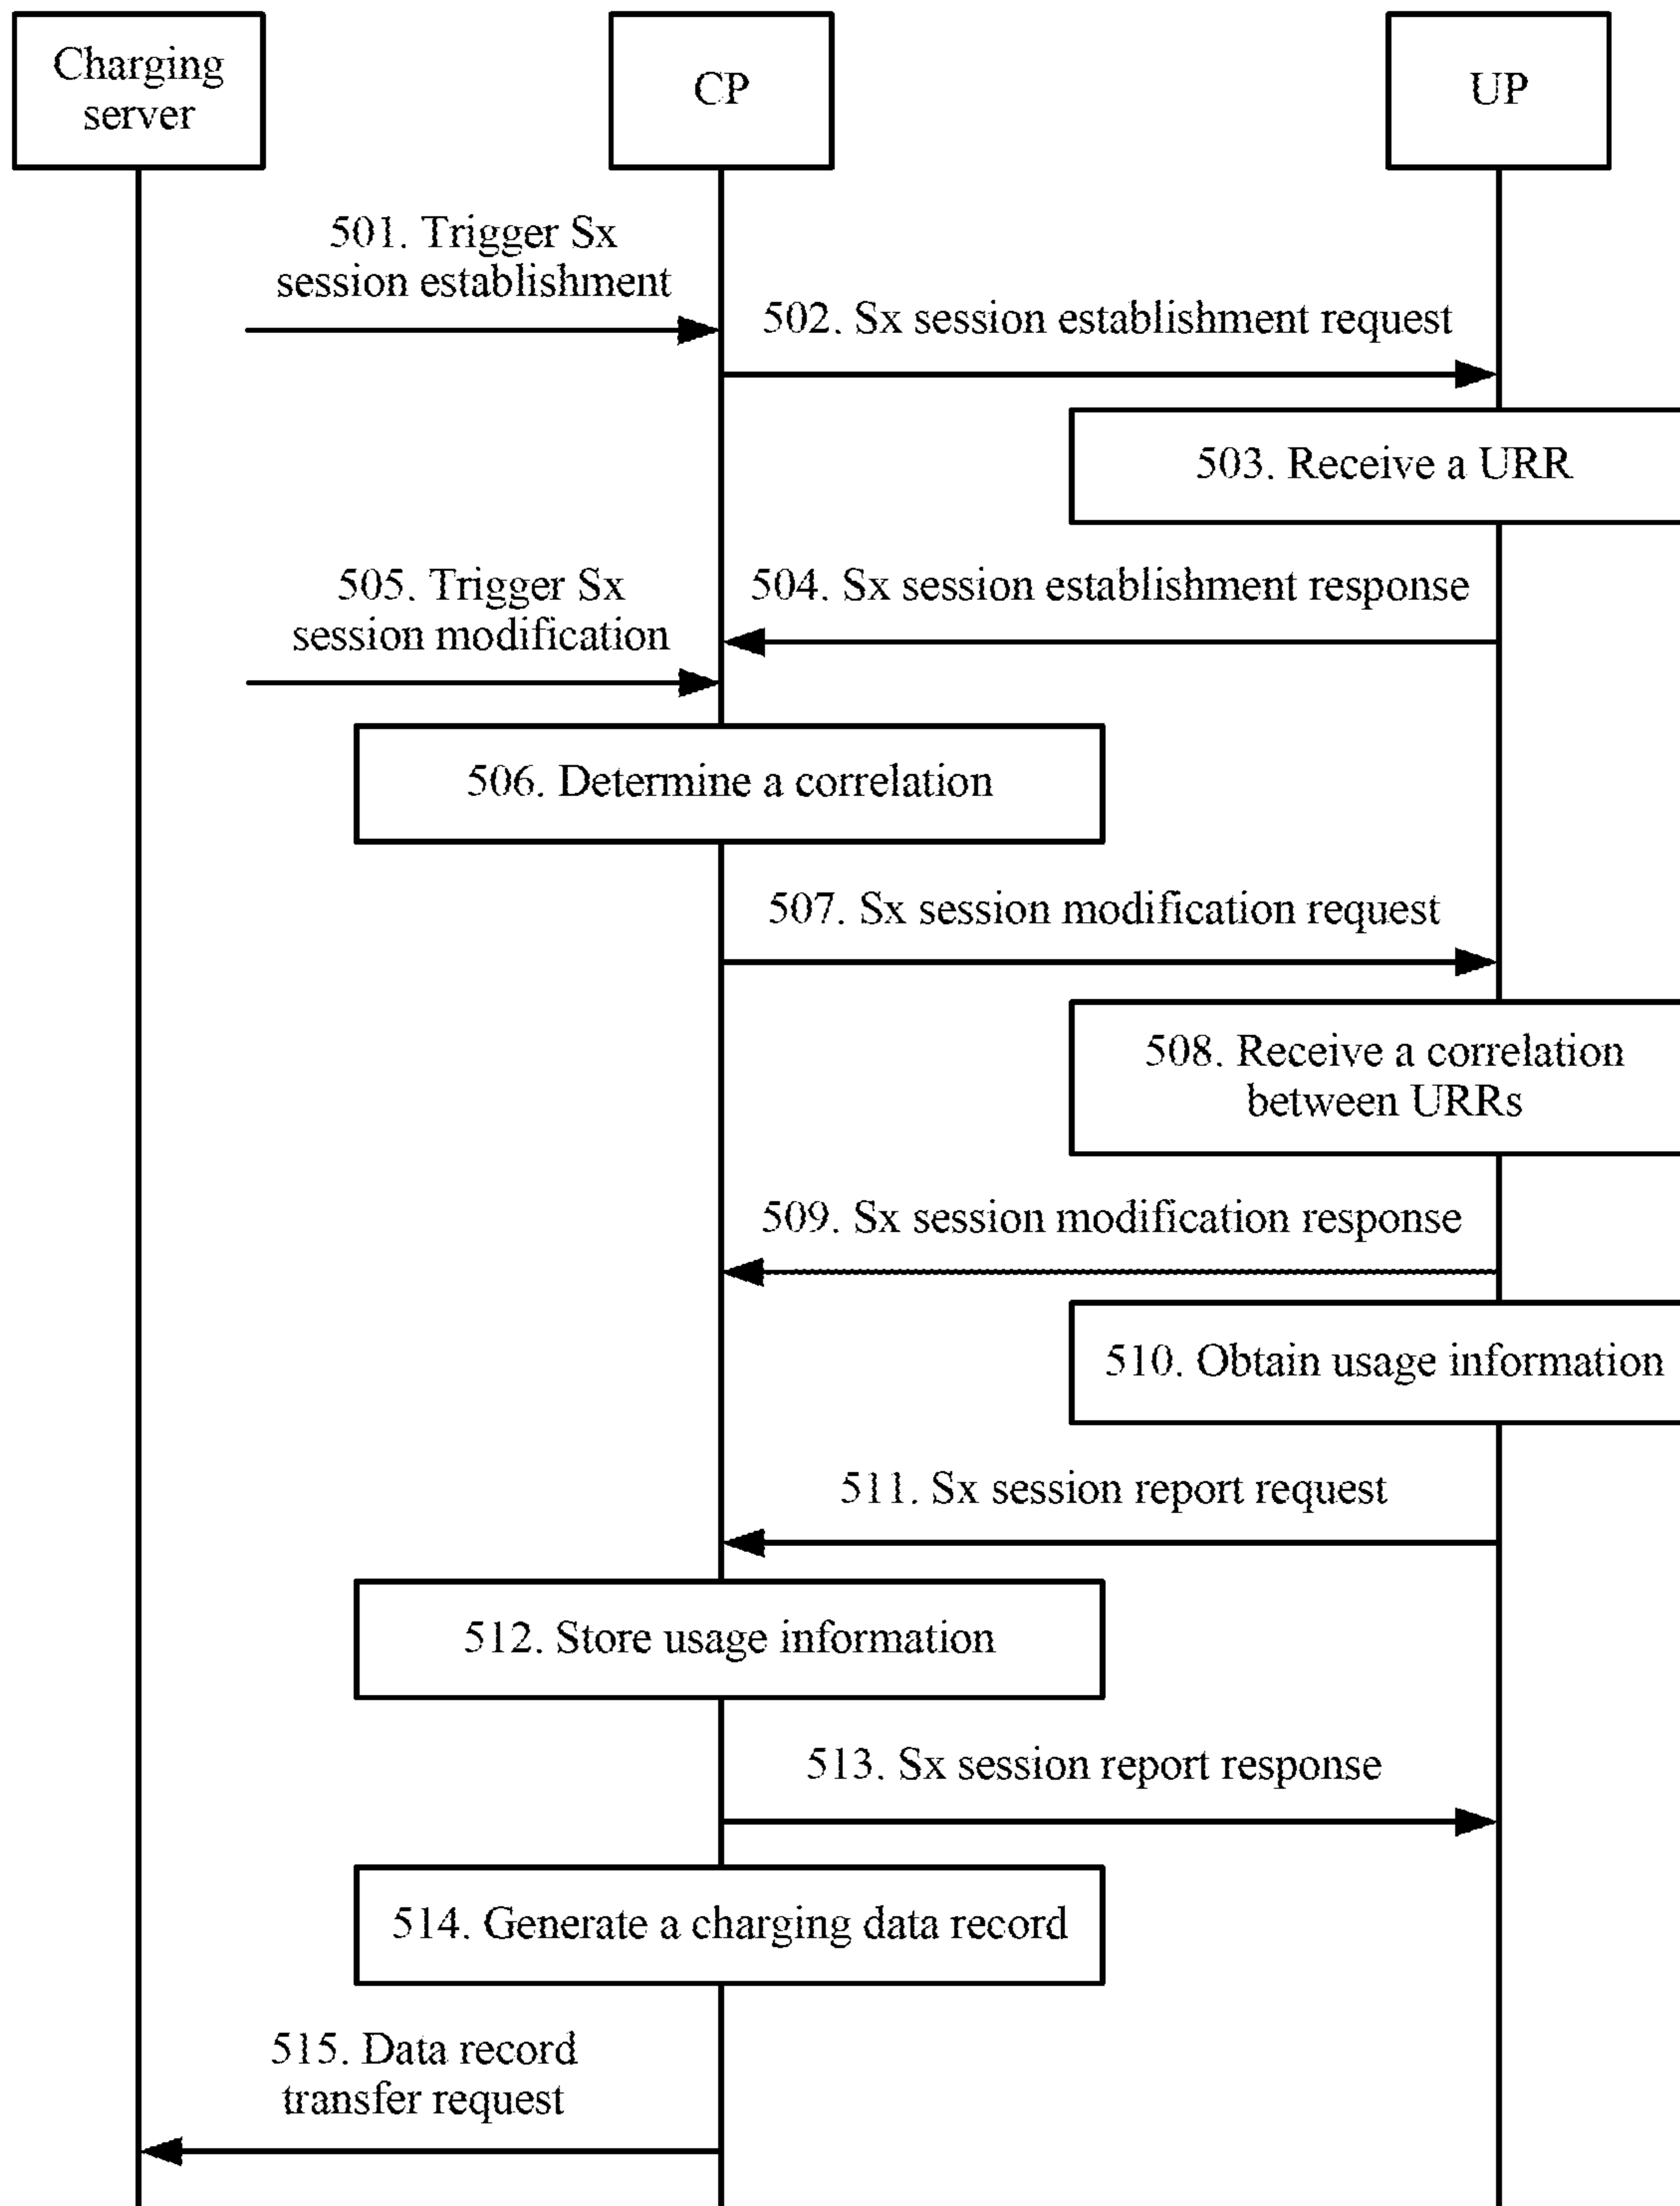 Charging
server
CP
UP
501. Trigger Sx
session establishment
502. Sx session establishment request
503. Receive a URR
504. Sx session establishment response
505. Trigger Sx
session modification
506. Determine a correlation
507. Sx session modification request
508. Receive a correlation
between URRs
509. Sx session modification response
510. Obtain usage information
511. Sx session report request
512. Store usage information
513. Sx session report response
514. Generate a charging data record
515. Data record
transfer request